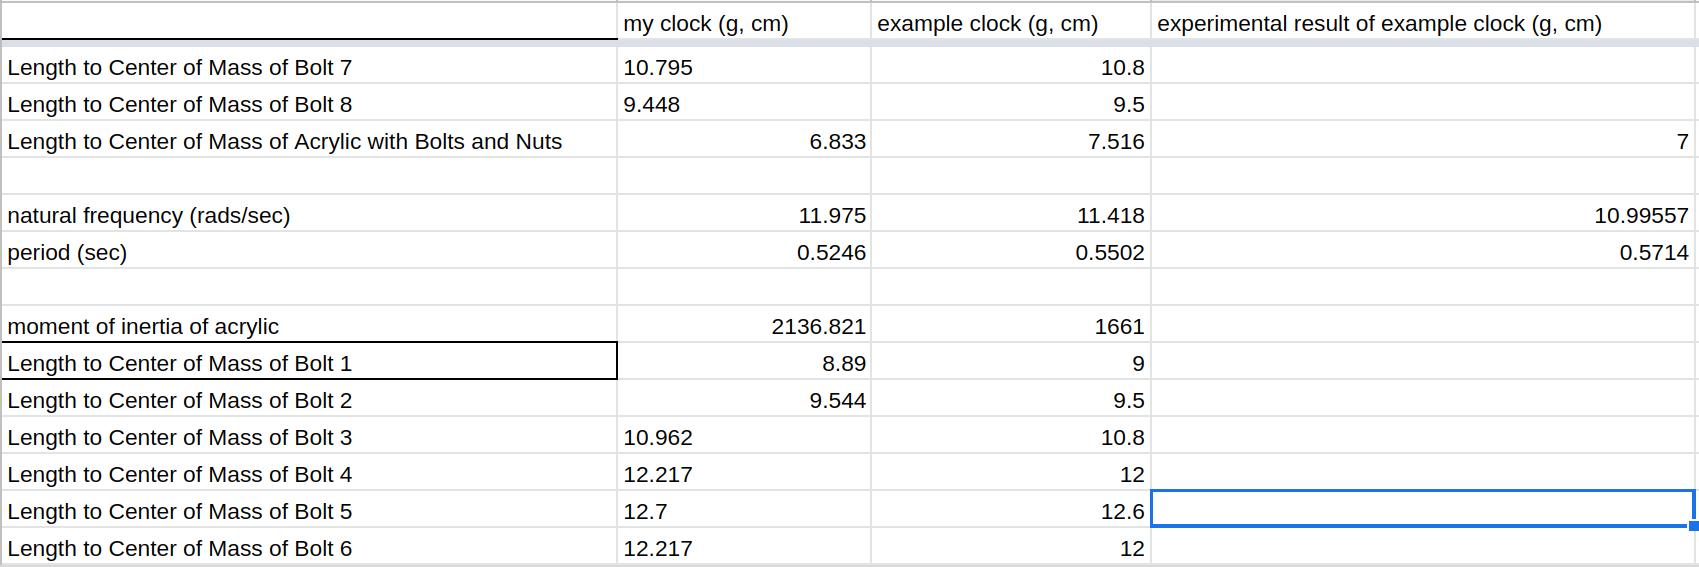 my clock (g, cm) example clock (g, cm) experimental result of example clock (g, cm)
Length to Center of Mass of Bolt 7 10.795 10.8
Length to Center of Mass of Bolt 8 9.448 9.5
Length to Center of Mass of Acrylic with Bolts and Nuts 6.833 7.516 7
natural frequency (rads/sec) 11.975 11.418 10.99557
period (sec) 0.5246 0.5502 0.5714
moment of inertia of acrylic 2136.821 1661
Length to Center of Mass of Bolt 1 8.89 9
Length to Center of Mass of Bolt 2 9.544 9.5
Length to Center of Mass of Bolt 3 10.962 10.8
Length to Center of Mass of Bolt 4 12.217 12
Length to Center of Mass of Bolt 5 12.7 12.6
Length to Center of Mass of Bolt 6 12.217 12